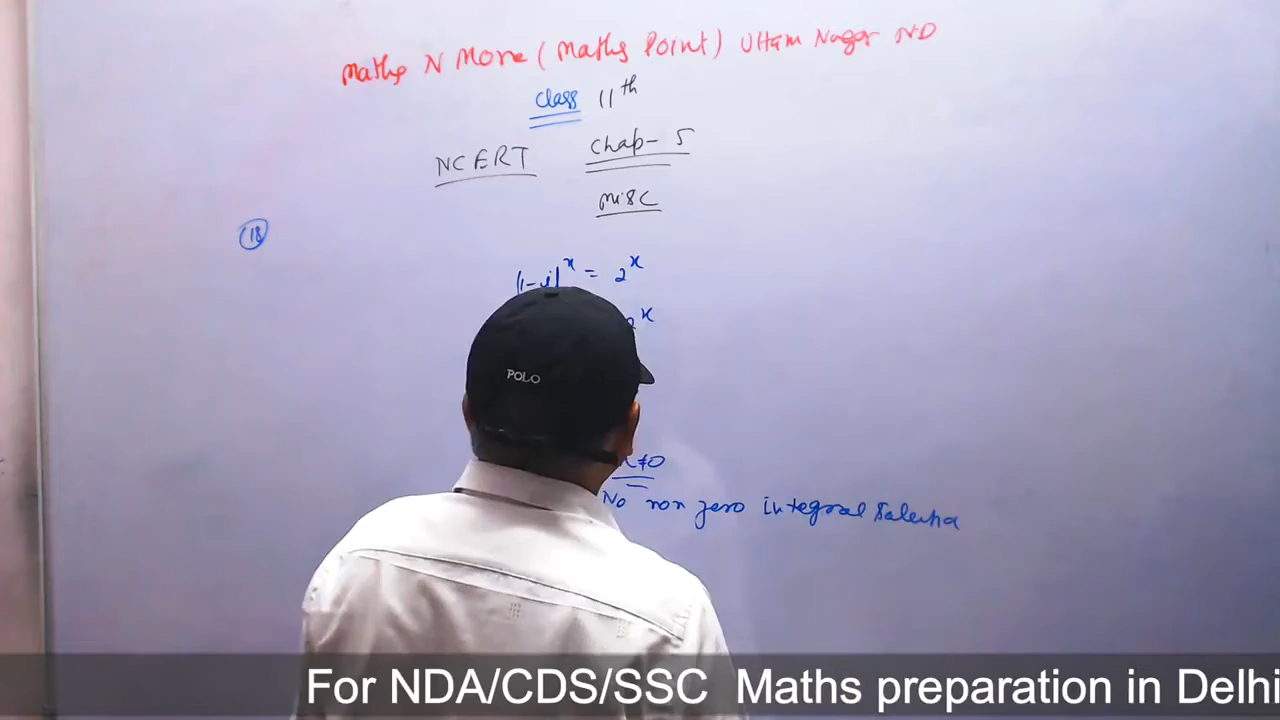 Maths N More (Maths Point) Uttam Nagar ND
Class 11th
NCERT Chap- 5
Misc
18
|1-i|^x = 2^x
2^x
POLO
x≠0
No non zero integral
For NDA/CDS/SSC Maths preparation in Delhi